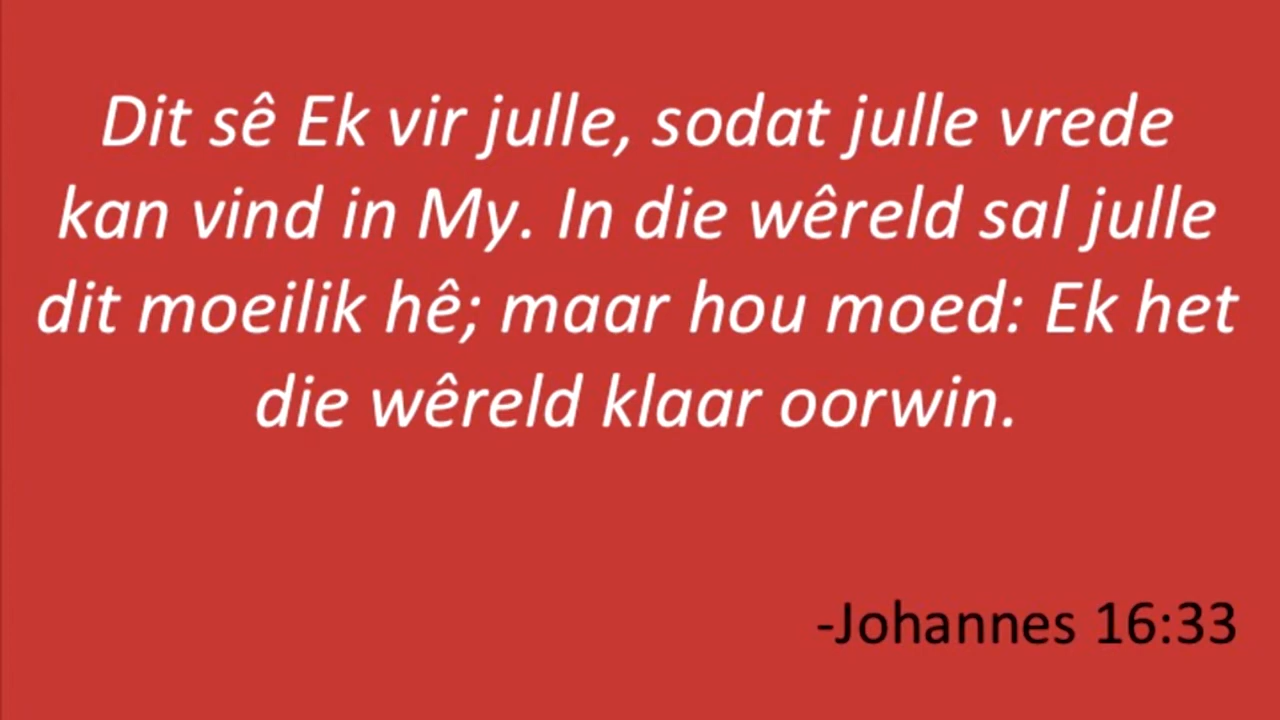 Dit sê Ek vir julle, sodat julle vrede
kan vind in My. In die wêreld sal julle
dit moeilik hê; maar hou moed: Ek het
die wêreld klaar oorwin.
-Johannes 16:33